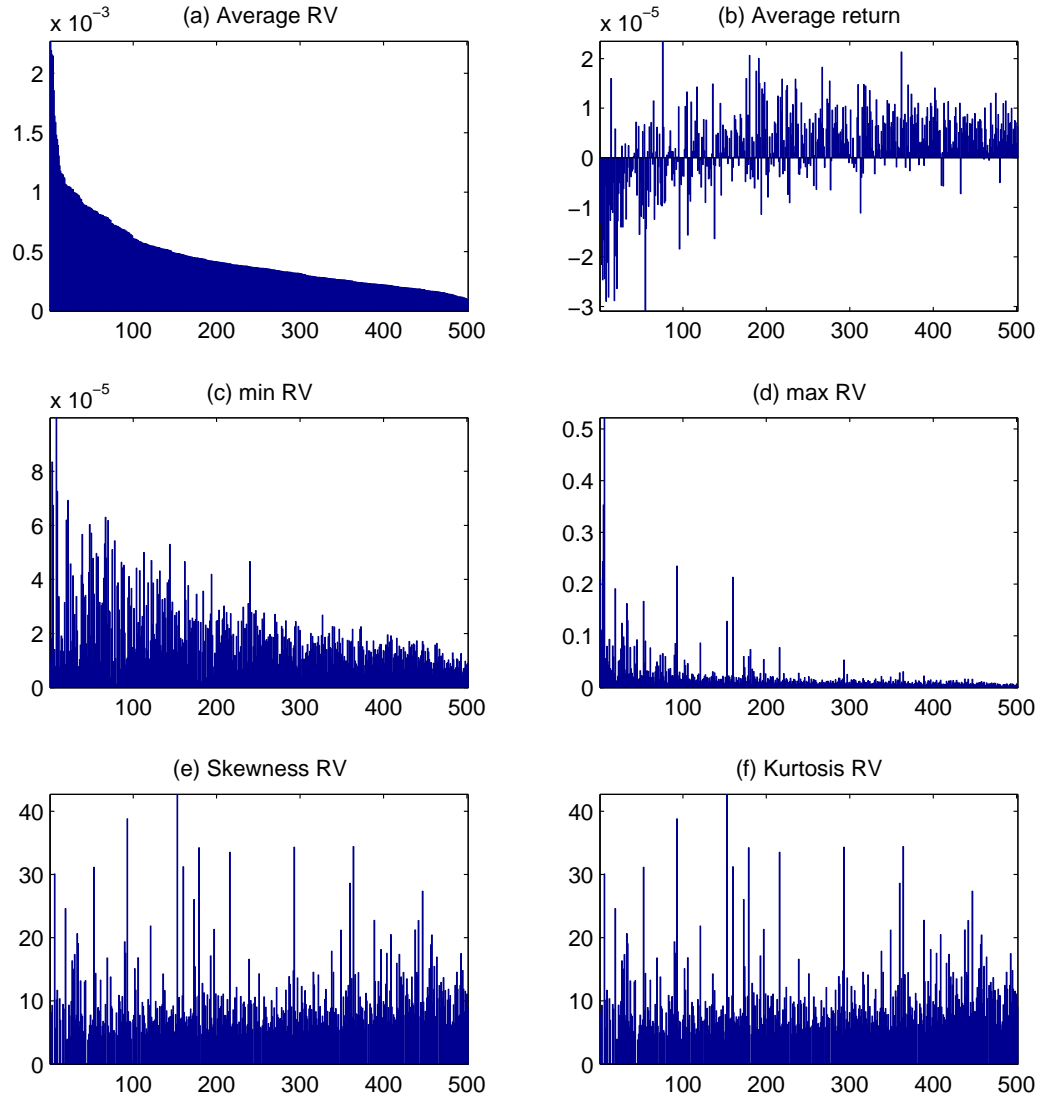 (a) Average RV
x 10⁻³
2
1.5
1
0.5
0
100 200 300 400 500
(b) Average return
x 10⁻⁵
2
1
0
−1
−2
−3
100 200 300 400 500
(c) min RV
x 10⁻⁵
8
6
4
2
0
100 200 300 400 500
(d) max RV
0.5
0.4
0.3
0.2
0.1
0
100 200 300 400 500
(e) Skewness RV
40
30
20
10
0
100 200 300 400 500
(f) Kurtosis RV
40
30
20
10
0
100 200 300 400 500